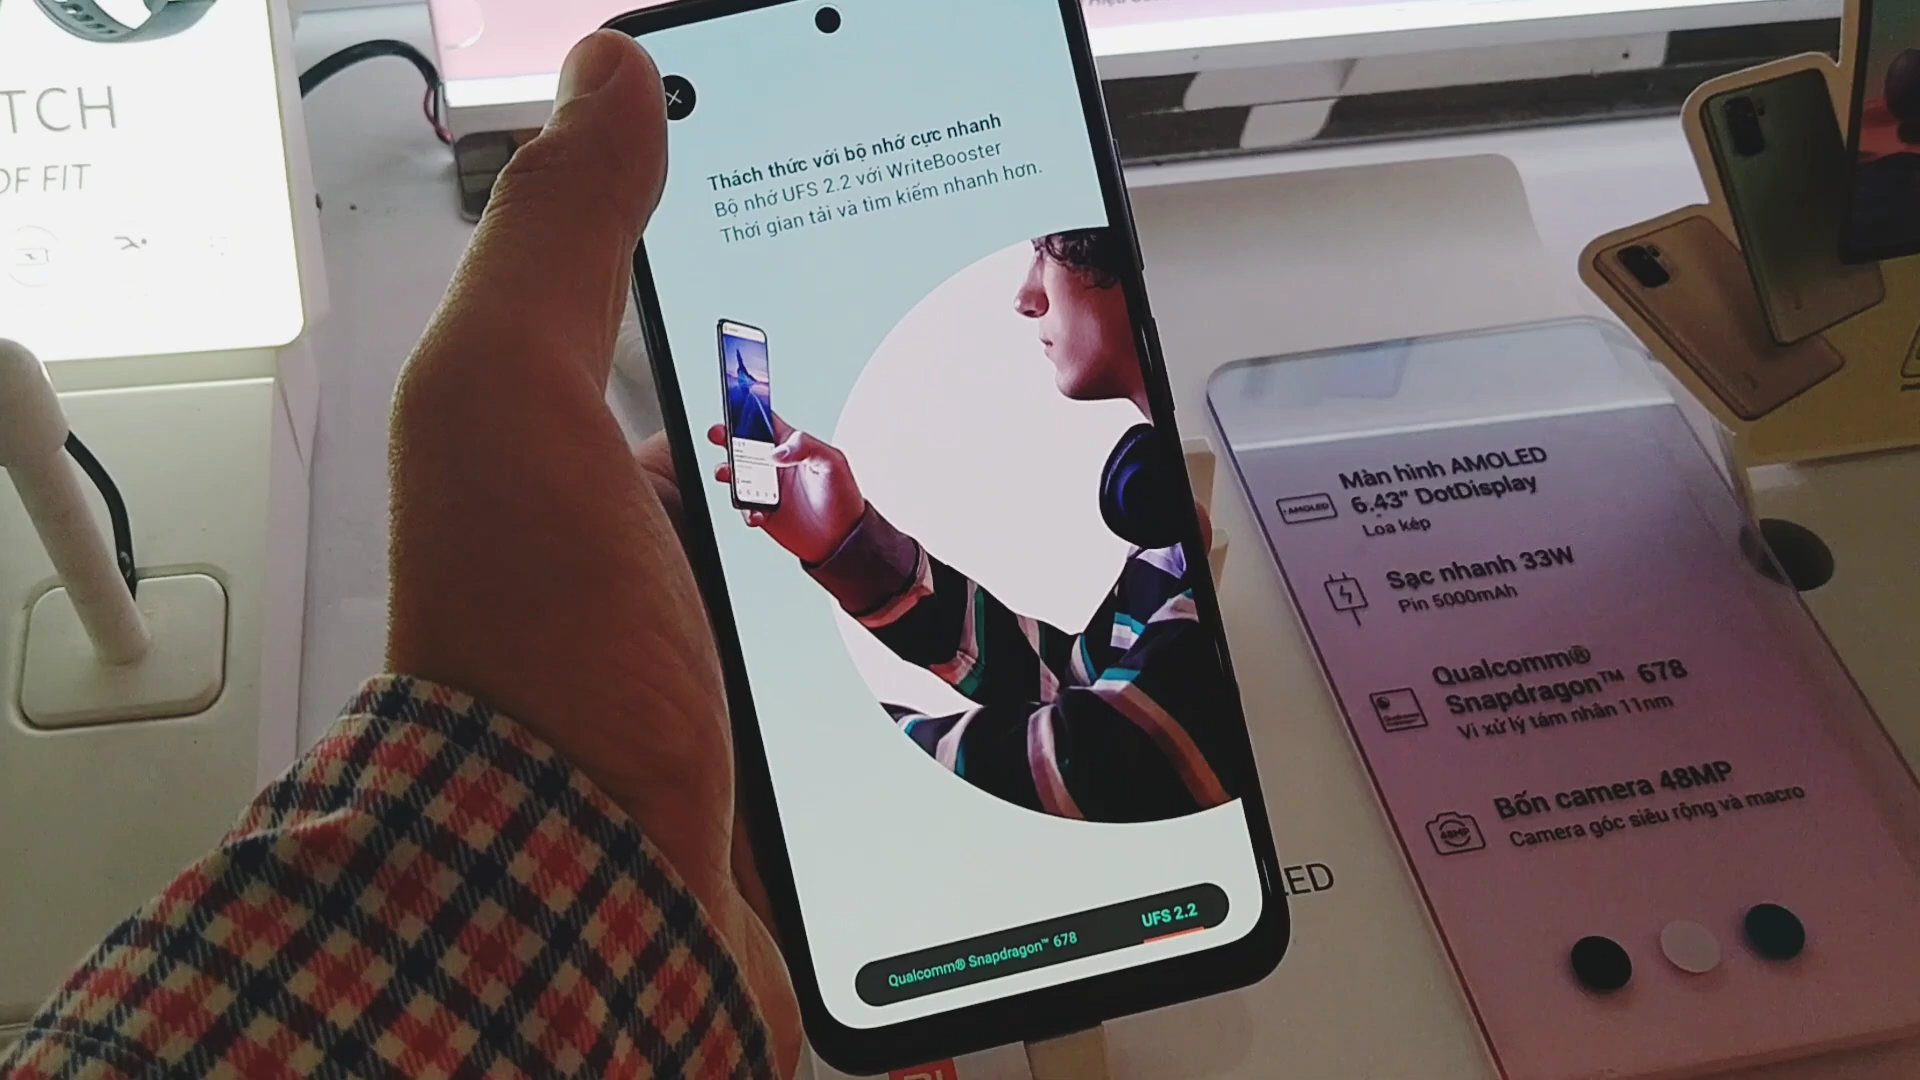 TCH
OF FIT
Thách thức với bộ nhớ cực nhanh
Bộ nhớ UFS 2.2 với WriteBooster
Thời gian tải và tìm kiếm nhanh hơn.
Qualcomm® Snapdragon™ 678
UFS 2.2
AMOLED
Màn hình AMOLED
6.43" DotDisplay
Loa kép
Sạc nhanh 33W
Pin 5000mAh
Qualcomm®
Snapdragon™ 678
Vi xử lý tám nhân 11nm
48MP
Bốn camera 48MP
Camera góc siêu rộng và macro
LED